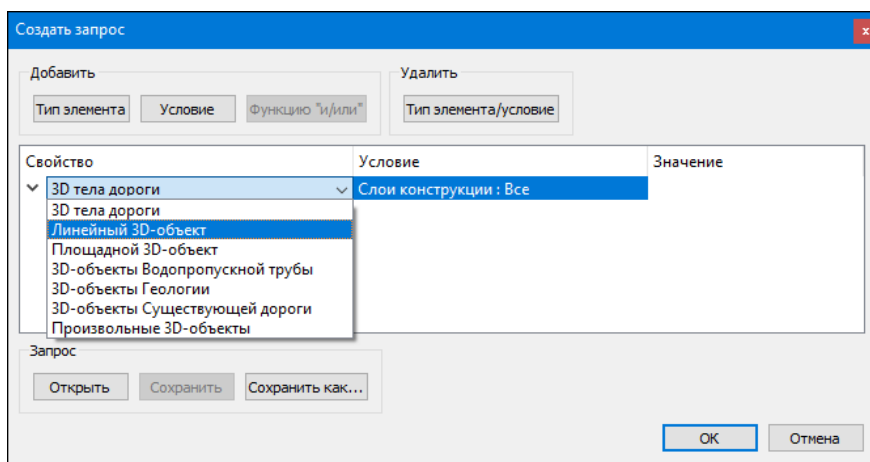 Создать запрос
x
Добавить
Удалить
Тип элемента Условие Функцию "и/или" Тип элемента/условие
Свойство Условие Значение
3D тела дороги Слои конструкции : Все
3D тела дороги
Линейный 3D-объект
Площадной 3D-объект
3D-объекты Водопропускной трубы
3D-объекты Геологии
3D-объекты Существующей дороги
Произвольные 3D-объекты
Запрос
Открыть Сохранить Сохранить как...
ОК Отмена